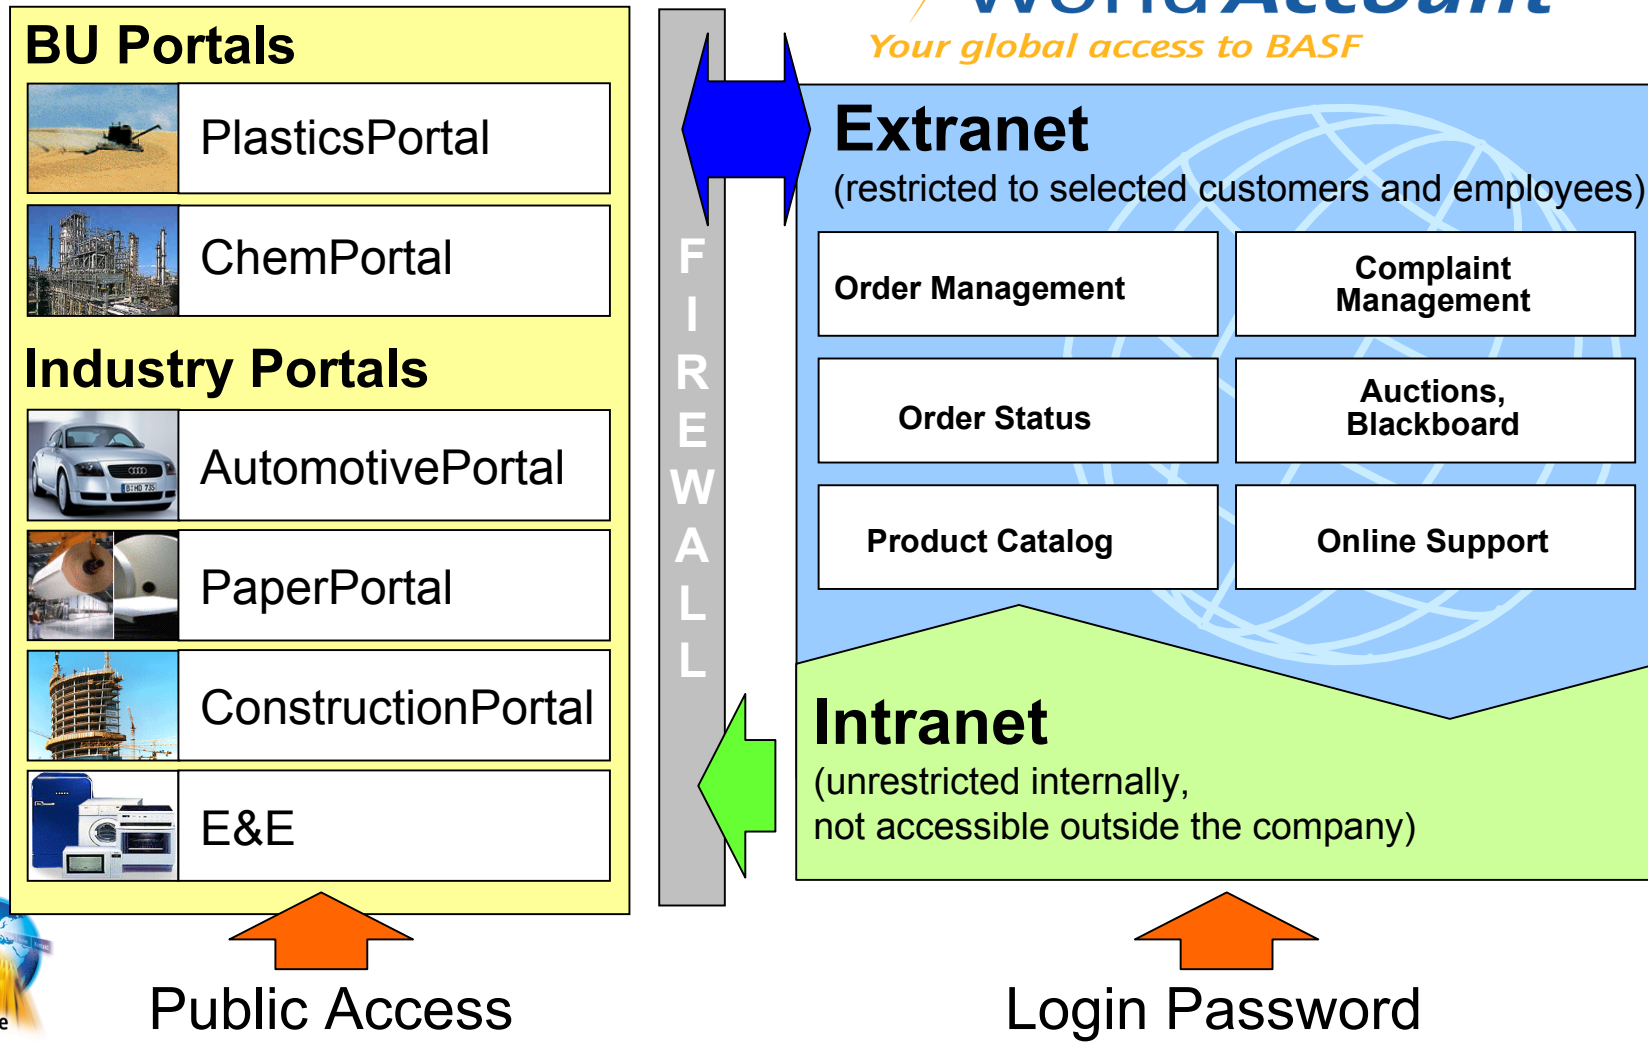 BU Portals
PlasticsPortal
ChemPortal
Industry Portals
AutomotivePortal
PaperPortal
ConstructionPortal
E&E
Public Access
F
I
R
E
W
A
L
L
World Account
Your global access to BASF
Extranet
(restricted to selected customers and employees)
Order Management
Complaint
Management
Order Status
Auctions,
Blackboard
Product Catalog
Online Support
Intranet
(unrestricted internally,
not accessible outside the company)
Login Password